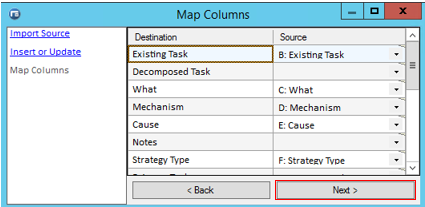 Map Columns
Import Source
Insert or Update
Map Columns
Destination Source
Existing Task B: Existing Task
Decomposed Task
What C: What
Mechanism D: Mechanism
Cause E: Cause
Notes
Strategy Type F: Strategy Type
< Back Next >